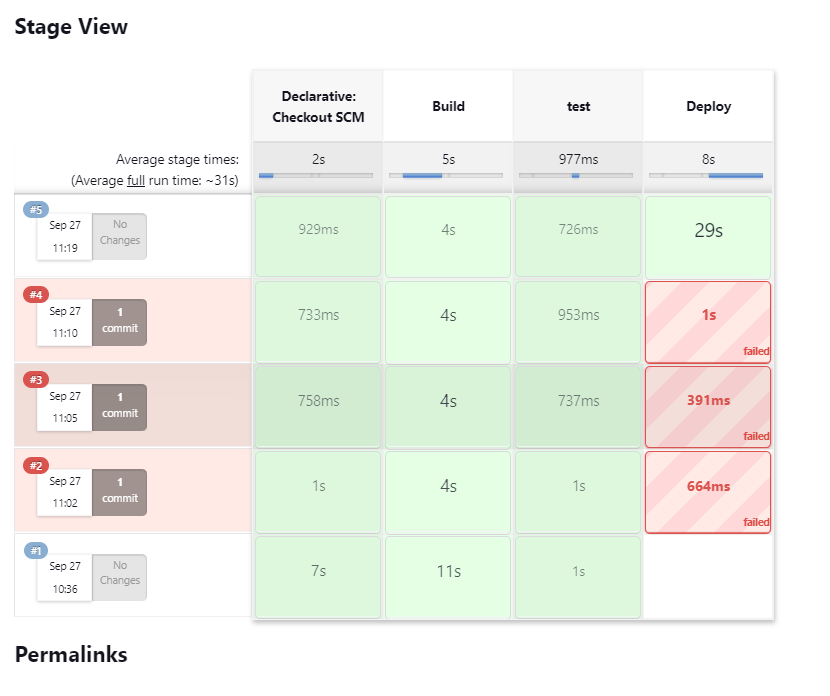 Stage View
Declarative:
Checkout SCM
Build
test
Deploy
Average stage times:
(Average full run time: ~31s)
2s
5s
977ms
8s
#5
Sep 27
11:19
No
Changes
929ms
4s
726ms
29s
#4
Sep 27
11:10
1
commit
733ms
4s
953ms
1s
failed
#3
Sep 27
11:05
1
commit
758ms
4s
737ms
391ms
failed
#2
Sep 27
11:02
1
commit
1s
4s
1s
664ms
failed
#1
Sep 27
10:36
No
Changes
7s
11s
1s
Permalinks